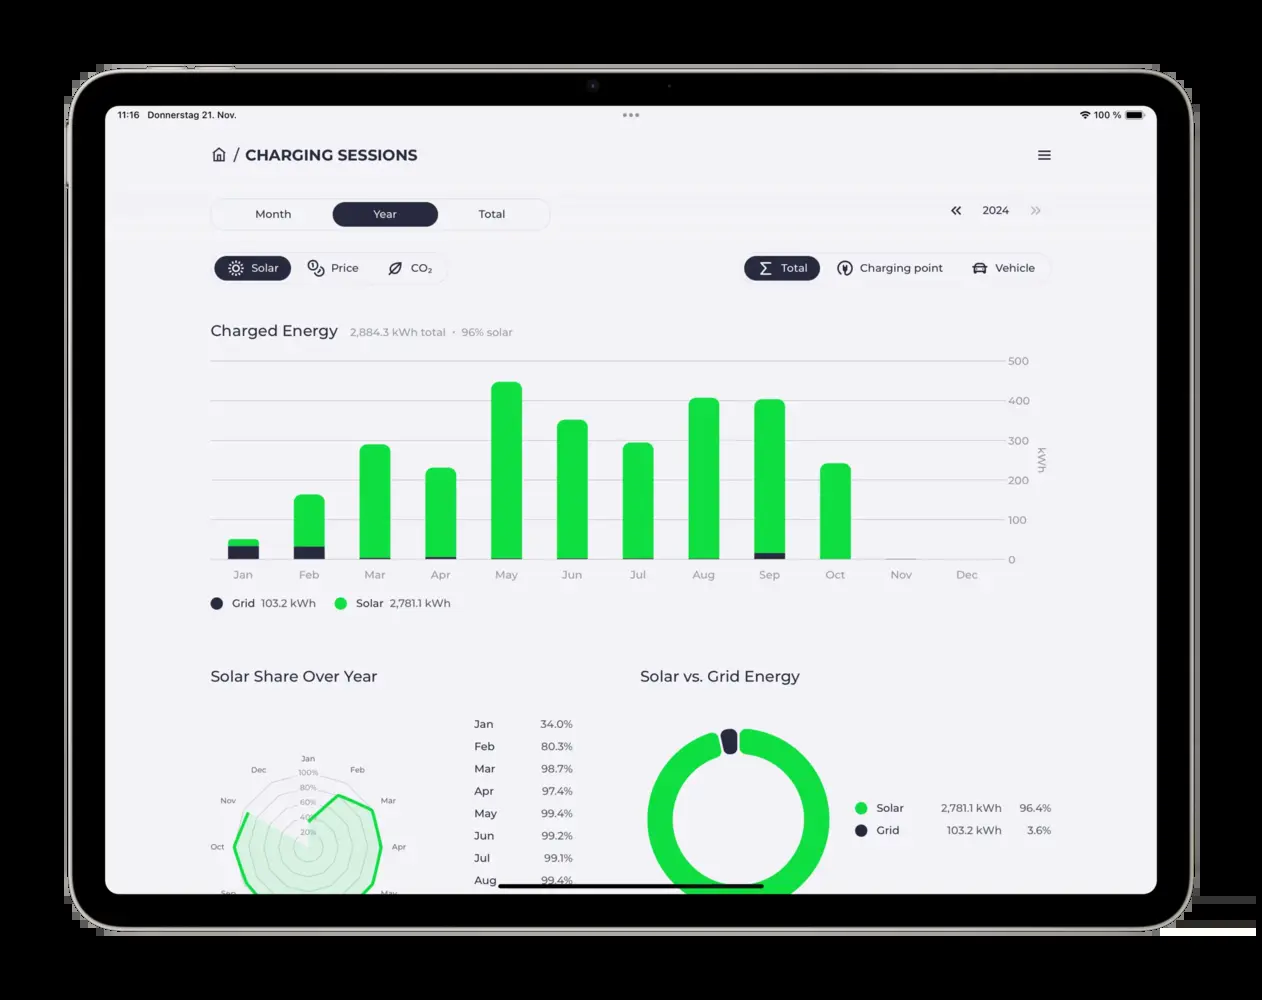 11:16 Donnerstag 21. Nov.
100 %
/ CHARGING SESSIONS
Month Year Total
2024
Solar Price CO₂
Total Charging point Vehicle
Charged Energy 2,884.3 kWh total · 96% solar
500
400
300
200
100
0
kWh
Jan Feb Mar Apr May Jun Jul Aug Sep Oct Nov Dec
Grid 103.2 kWh Solar 2,781.1 kWh
Solar Share Over Year
Jan
Dec Feb
100%
80%
Nov Mar
60%
40%
20%
Oct Apr
Sep May
Jan 34.0%
Feb 80.3%
Mar 98.7%
Apr 97.4%
May 99.4%
Jun 99.2%
Jul 99.1%
Aug 99.4%
Solar vs. Grid Energy
Solar 2,781.1 kWh 96.4%
Grid 103.2 kWh 3.6%